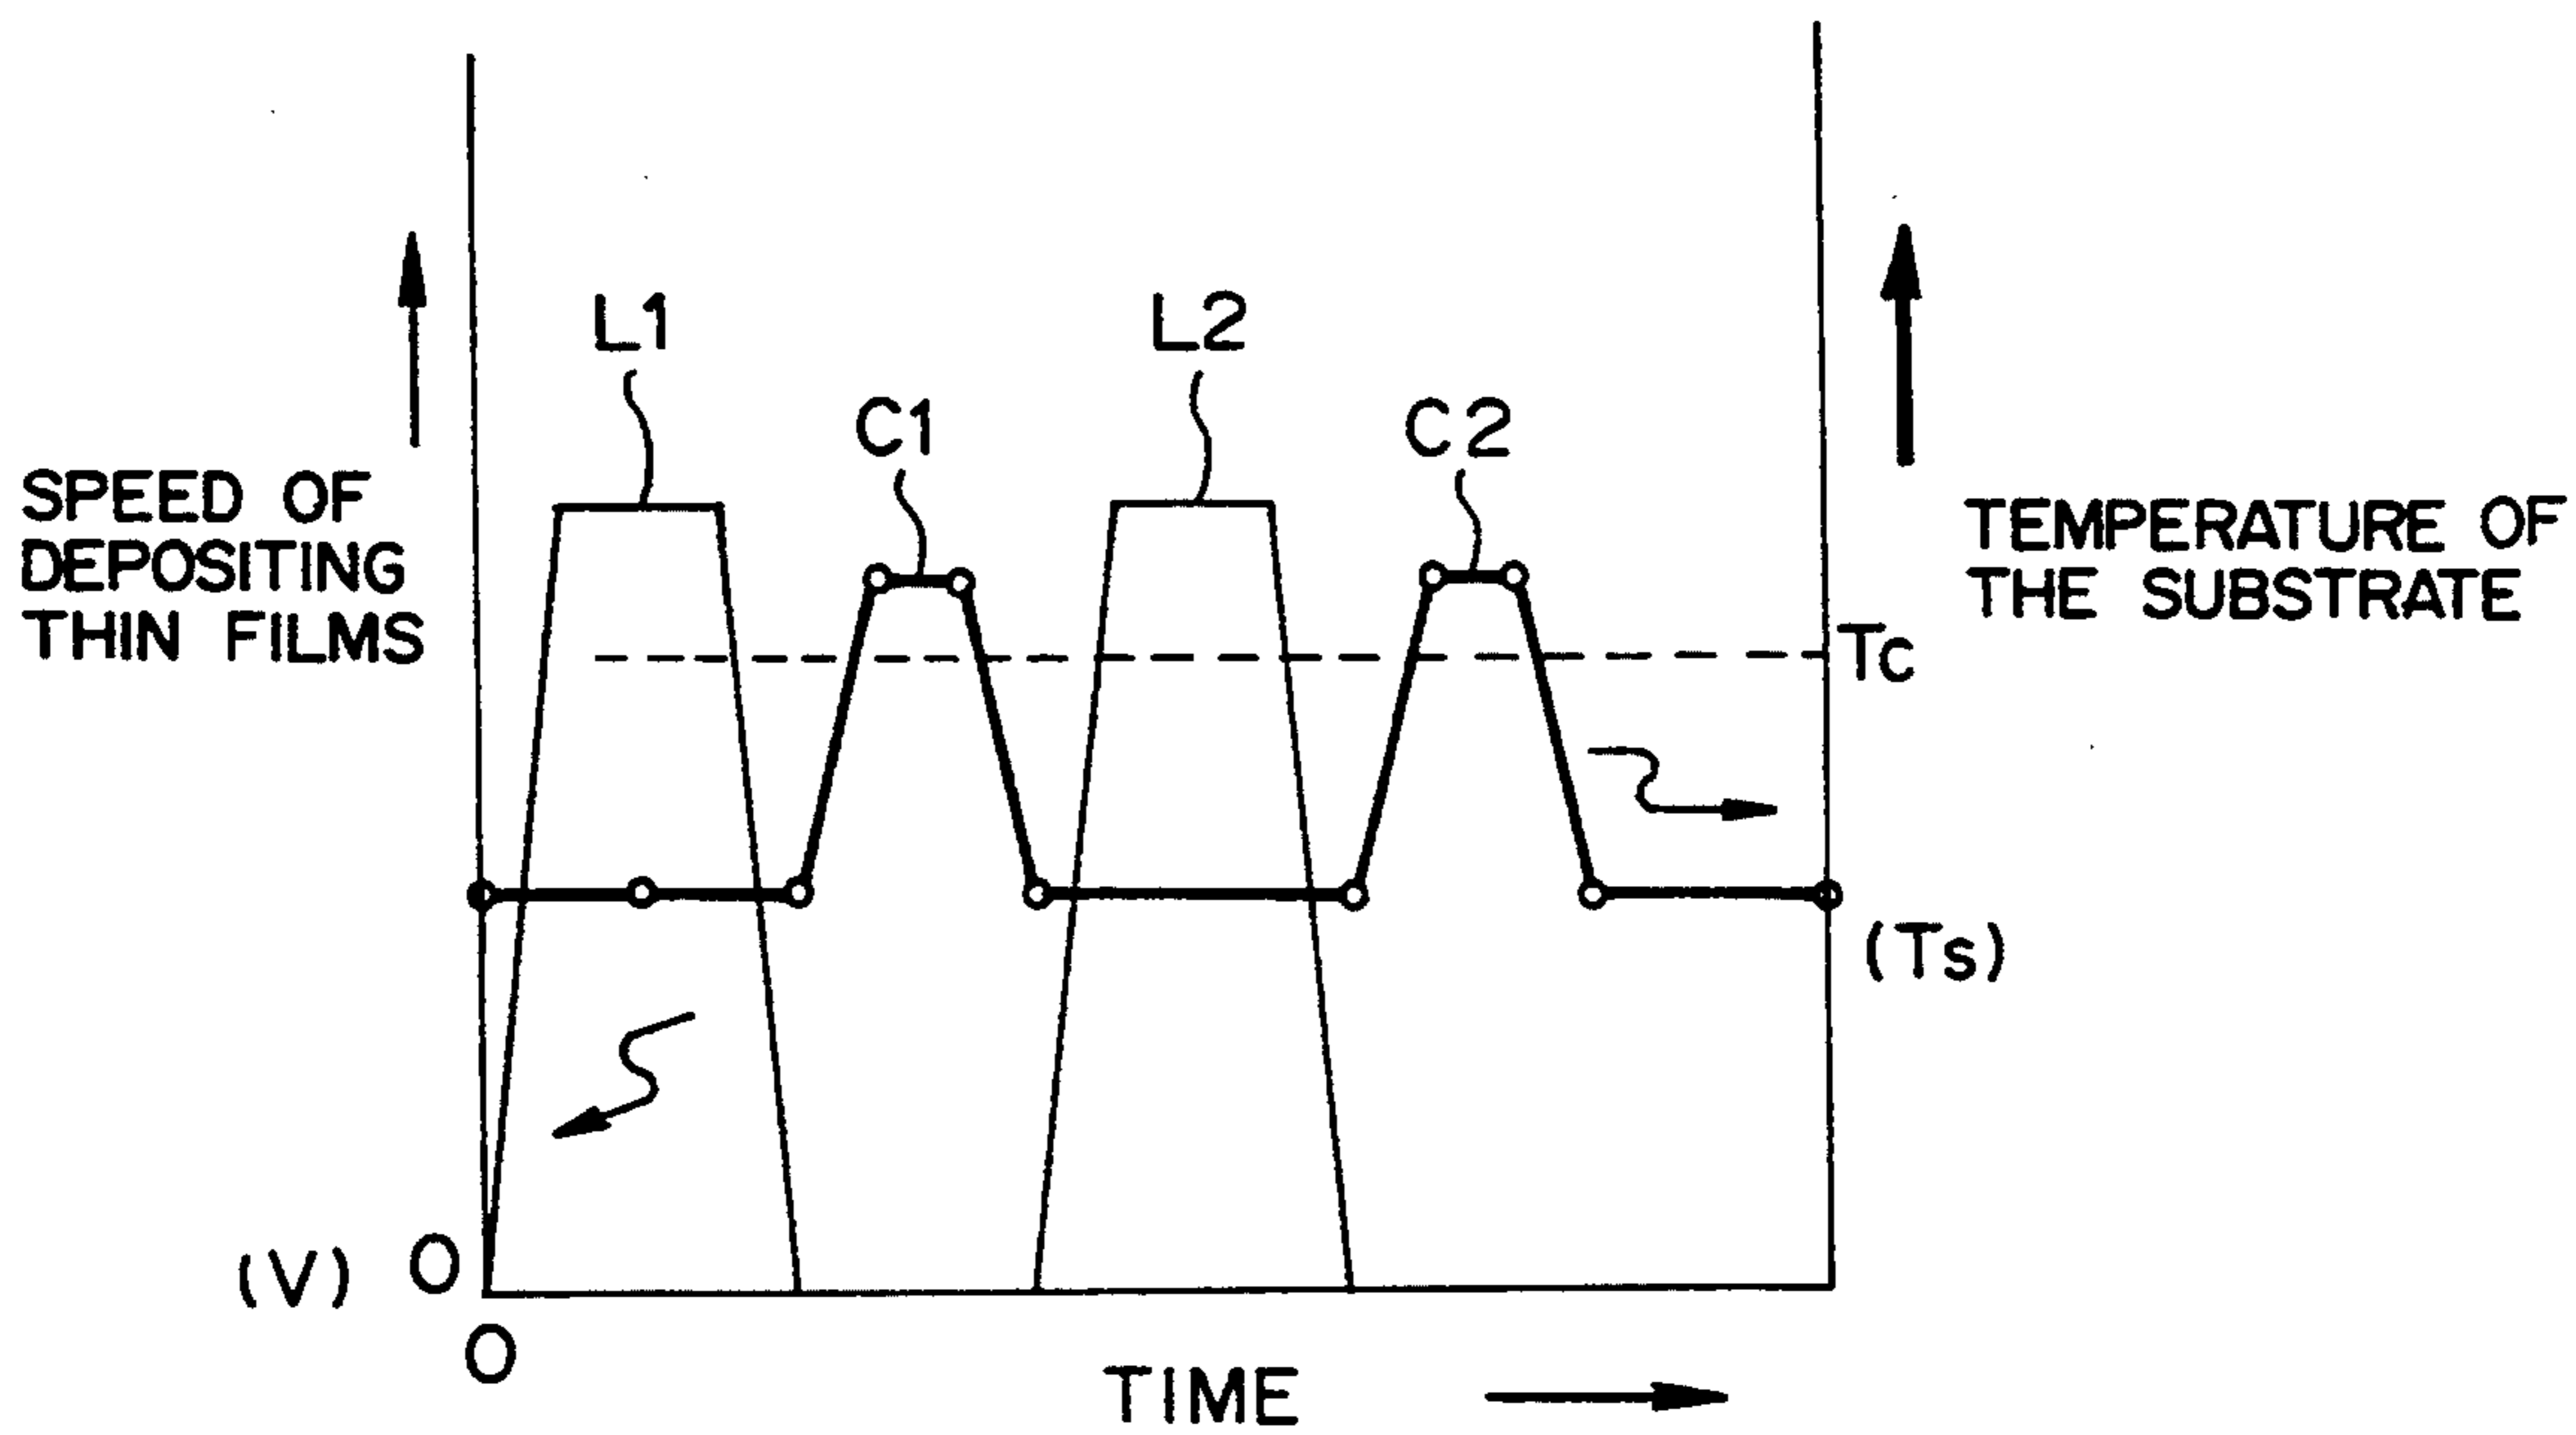 L1
L2
C1
C2
SPEED OF
DEPOSITING
THIN FILMS
TEMPERATURE OF
THE SUBSTRATE
Tc
(Ts)
(V)
0
0
TIME